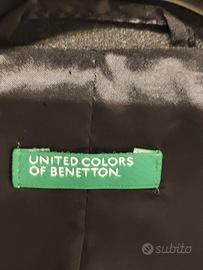 UNITED COLORS
OF BENETTON.
subito